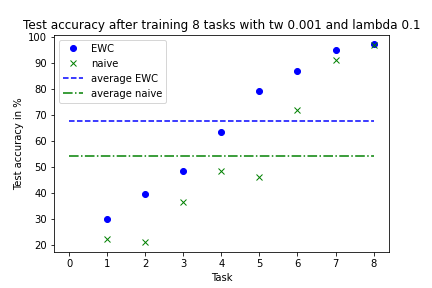 Test accuracy after training 8 tasks with tw 0.001 and lambda 0.1
100
90
80
70
60
50
40
30
20
Test accuracy in %
EWC
naive
average EWC
average naive
0 1 2 3 4 5 6 7 8
Task